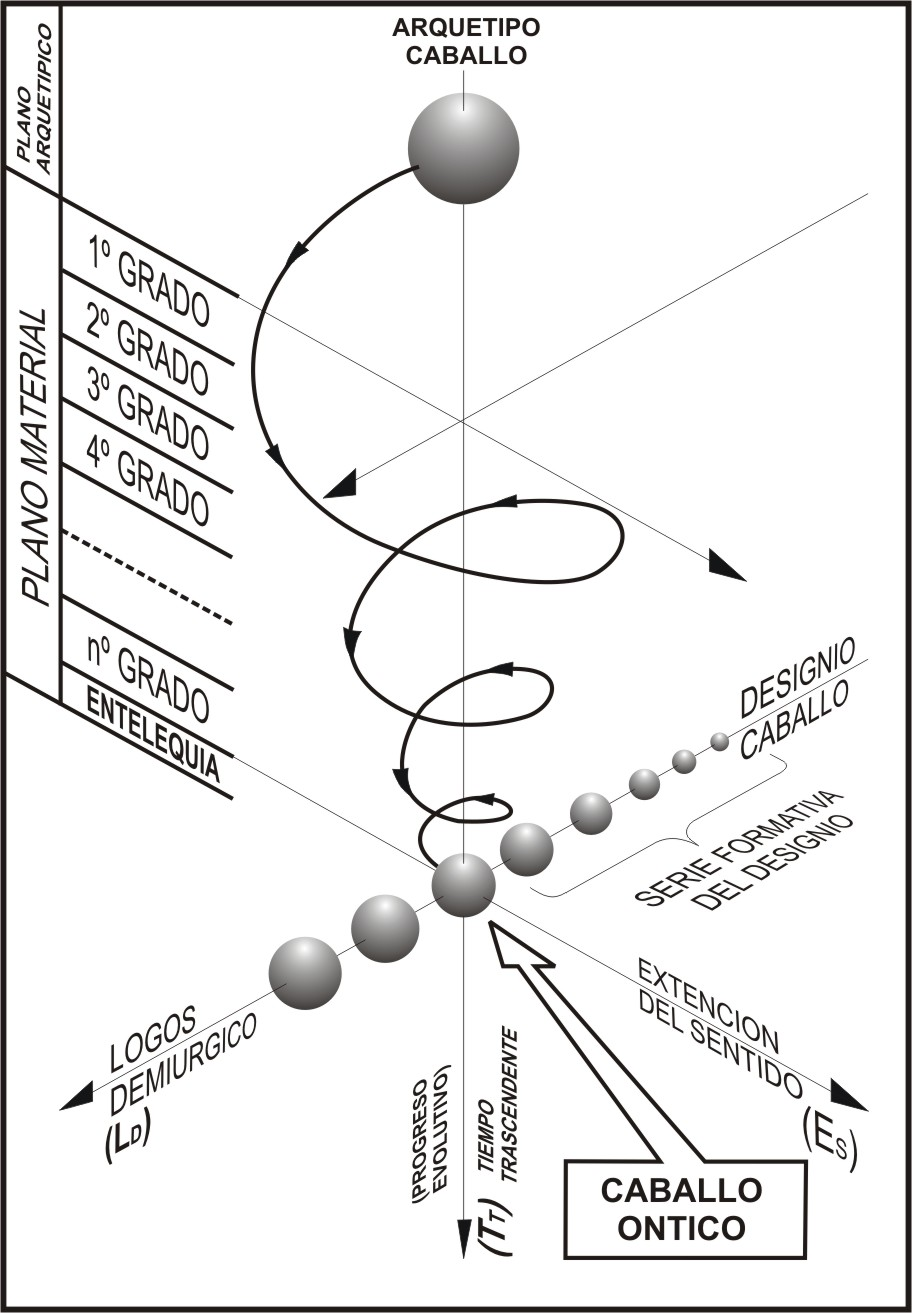 ARQUETIPO
CABALLO
PLANO
ARQUETIPICO
PLANO MATERIAL
1º GRADO
2º GRADO
3º GRADO
4º GRADO
nº GRADO
ENTELEQUIA
DESIGNIO
CABALLO
SERIE FORMATIVA
DEL DESIGNIO
EXTENCION
DEL SENTIDO
(ES)
LOGOS
DEMIURGICO
(LD)
(PROGRESO
EVOLUTIVO)
(TT) TIEMPO
TRASCENDENTE
CABALLO
ONTICO